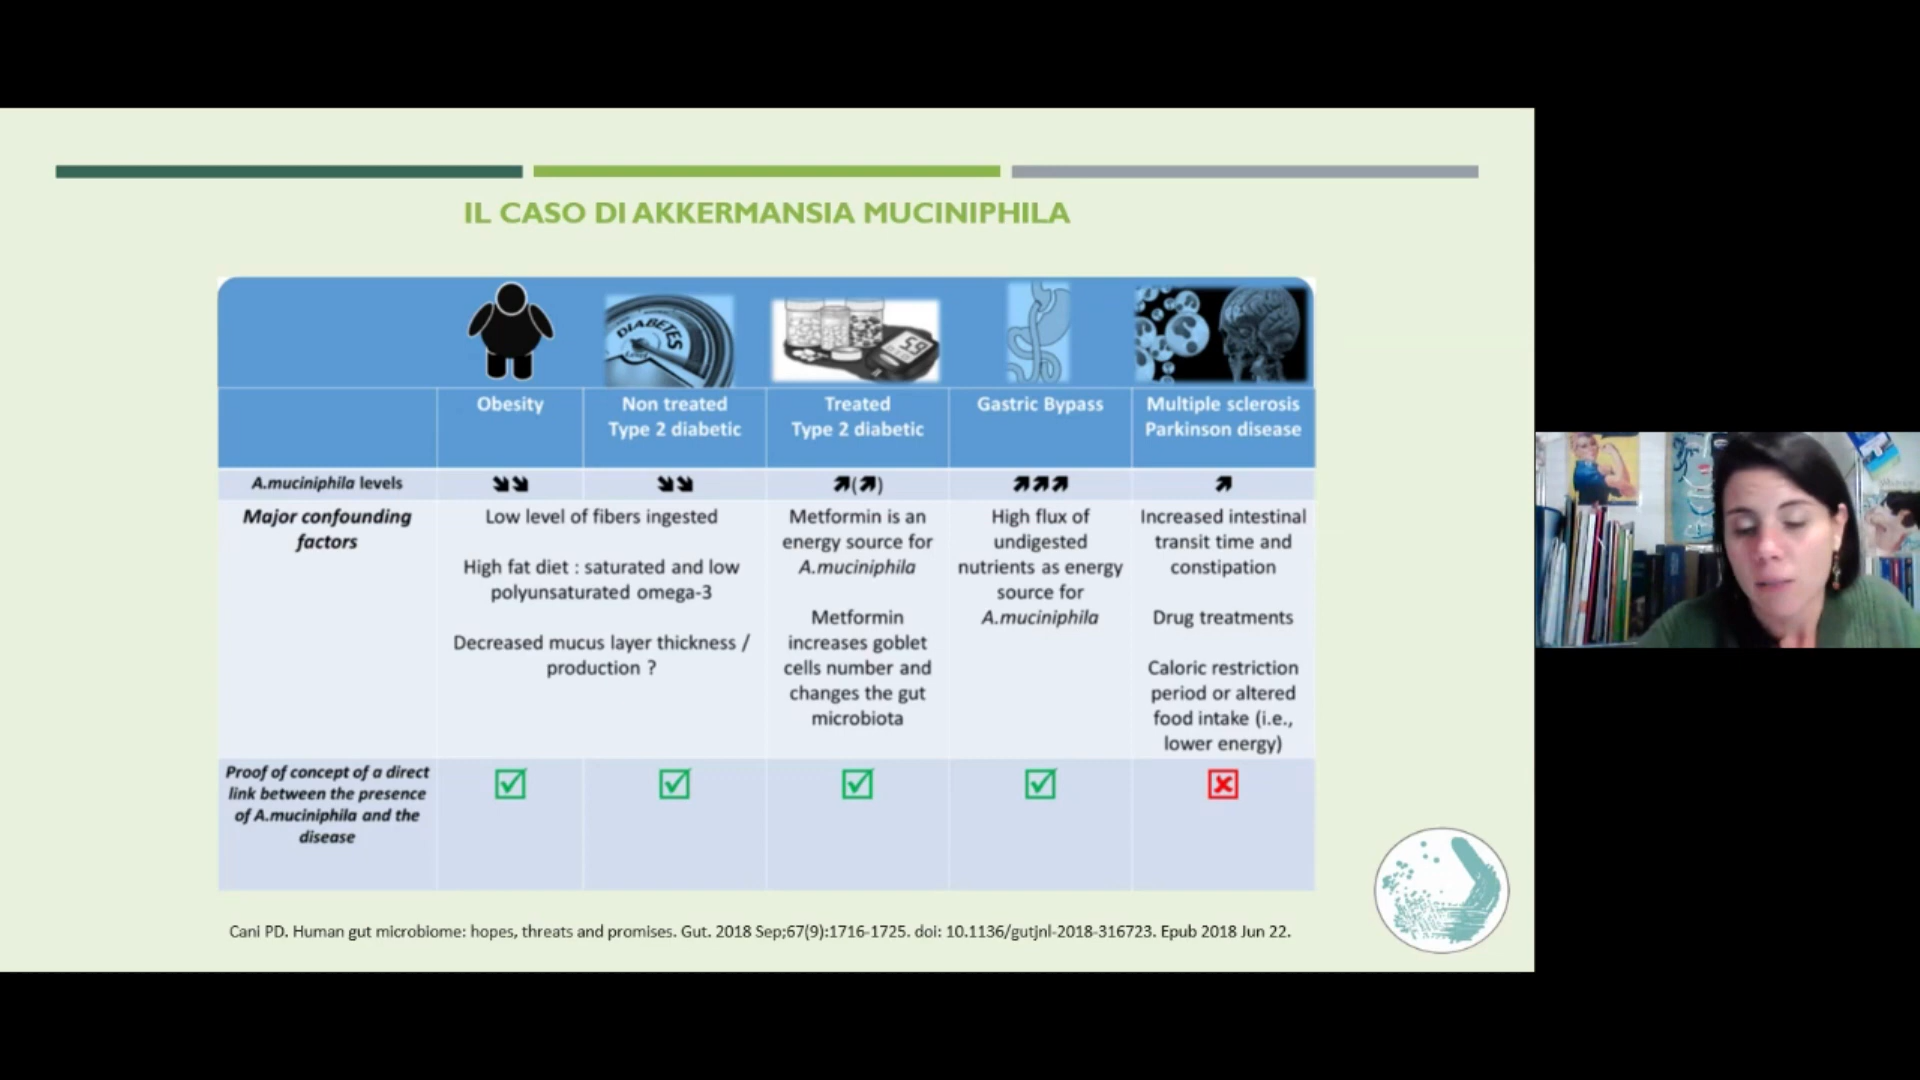 IL CASO DI AKKERMANSIA MUCINIPHILA
DIABETES
5.9
Obesity
Non treated
Type 2 diabetic
Treated
Type 2 diabetic
Gastric Bypass
Multiple sclerosis
Parkinson disease
A.muciniphila levels
↘↘
↘↘
↗(↗)
↗↗↗
↗
Major confounding
factors
Low level of fibers ingested
High fat diet : saturated and low
polyunsaturated omega-3
Decreased mucus layer thickness /
production ?
Metformin is an
energy source for
A.muciniphila
Metformin
increases goblet
cells number and
changes the gut
microbiota
High flux of
undigested
nutrients as energy
source for
A.muciniphila
Increased intestinal
transit time and
constipation
Drug treatments
Caloric restriction
period or altered
food intake (i.e.,
lower energy)
Proof of concept of a direct
link between the presence
of A.muciniphila and the
disease
Cani PD. Human gut microbiome: hopes, threats and promises. Gut. 2018 Sep;67(9):1716-1725. doi: 10.1136/gutjnl-2018-316723. Epub 2018 Jun 22.